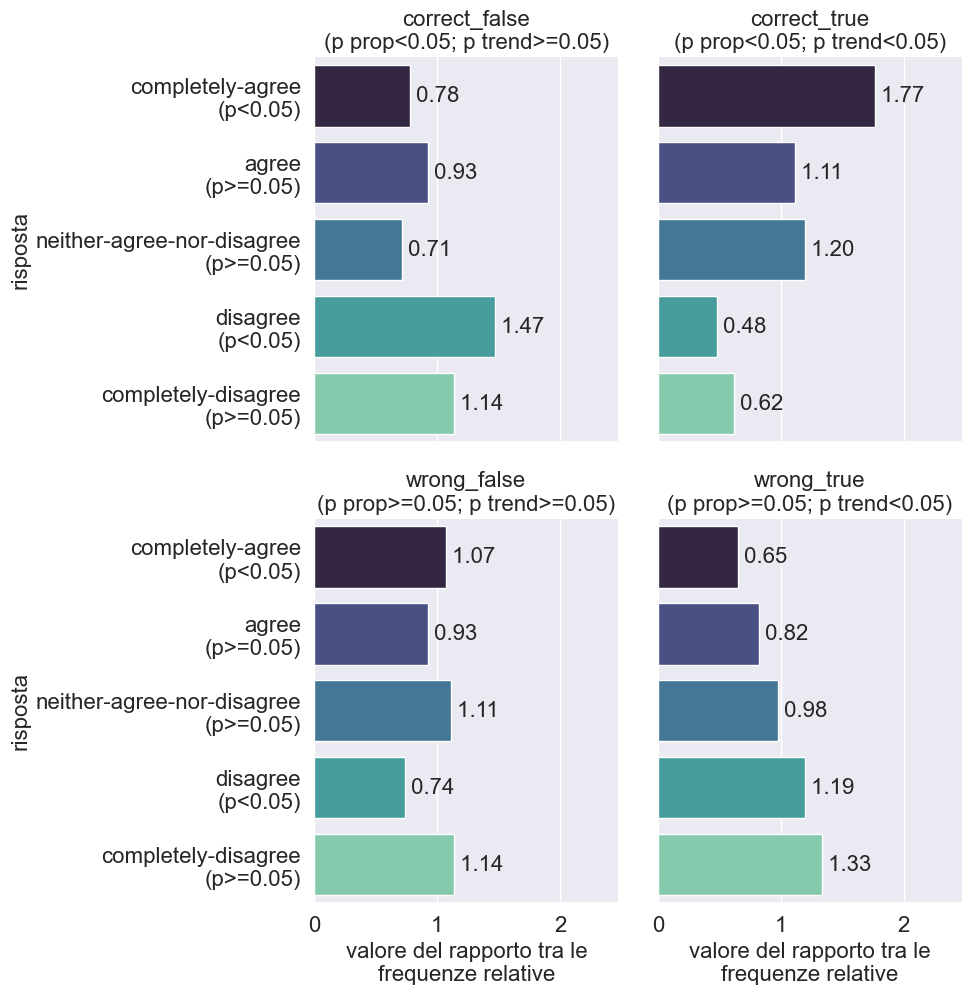 correct_false
(p prop<0.05; p trend>=0.05)
correct_true
(p prop<0.05; p trend<0.05)
risposta
completely-agree
(p<0.05)
0.78
1.77
agree
(p>=0.05)
0.93
1.11
neither-agree-nor-disagree
(p>=0.05)
0.71
1.20
disagree
(p<0.05)
1.47
0.48
completely-disagree
(p>=0.05)
1.14
0.62
wrong_false
(p prop>=0.05; p trend>=0.05)
wrong_true
(p prop>=0.05; p trend<0.05)
risposta
completely-agree
(p<0.05)
1.07
0.65
agree
(p>=0.05)
0.93
0.82
neither-agree-nor-disagree
(p>=0.05)
1.11
0.98
disagree
(p<0.05)
0.74
1.19
completely-disagree
(p>=0.05)
1.14
1.33
0 1 2
0 1 2
valore del rapporto tra le
frequenze relative
valore del rapporto tra le
frequenze relative